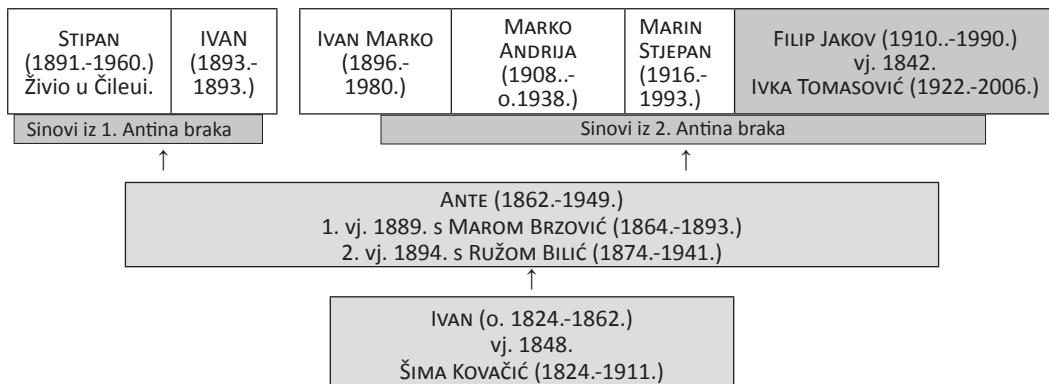 STIPAN
(1891.-1960.)
Živio u Čileui.
IVAN
(1893.-
1893.)
IVAN MARKO
(1896.-
1980.)
MARKO
ANDRIJA
(1908..-
o.1938.)
MARIN
STJEPAN
(1916.-
1993.)
FILIP JAKOV (1910..-1990.)
vj. 1842.
IVKA TOMASOVIĆ (1922.-2006.)
Sinovi iz 1. Antina braka
Sinovi iz 2. Antina braka
↑
↑
ANTE (1862.-1949.)
1. vj. 1889. s MAROM BRZOVIĆ (1864.-1893.)
2. vj. 1894. s RUŽOM BILIĆ (1874.-1941.)
↑
IVAN (o. 1824.-1862.)
vj. 1848.
ŠIMA KOVAČIĆ (1824.-1911.)